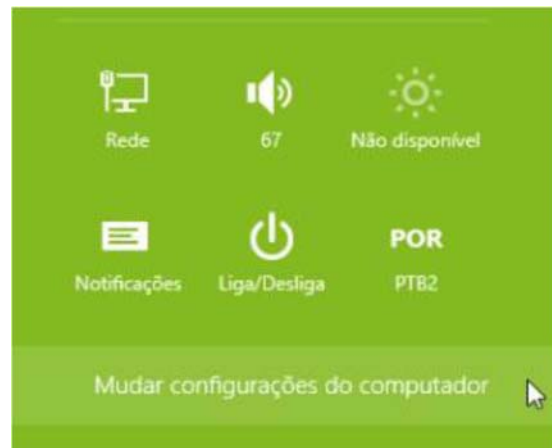 Rede
67
Não disponível
POR
Notificações
Liga/Desliga
PTB2
Mudar configurações do computador